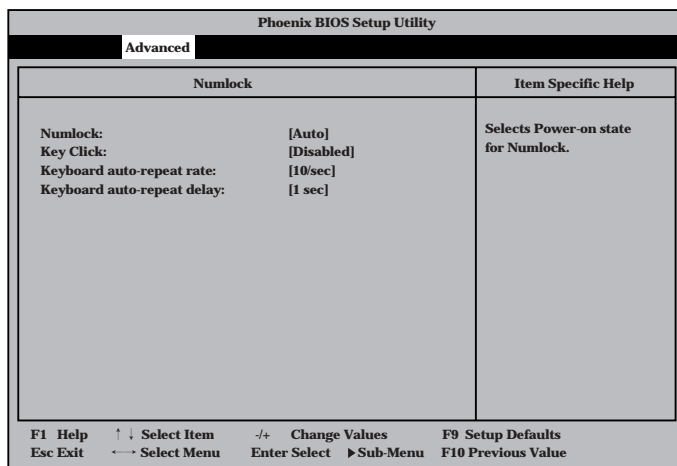 Phoenix BIOS Setup Utility
Advanced
Numlock
Item Specific Help
Numlock: [Auto]
Key Click: [Disabled]
Keyboard auto-repeat rate: [10/sec]
Keyboard auto-repeat delay: [1 sec]
Selects Power-on state
for Numlock.
F1 Help ↑↓ Select Item -/+ Change Values F9 Setup Defaults
Esc Exit ←→ Select Menu Enter Select ▶Sub-Menu F10 Previous Value